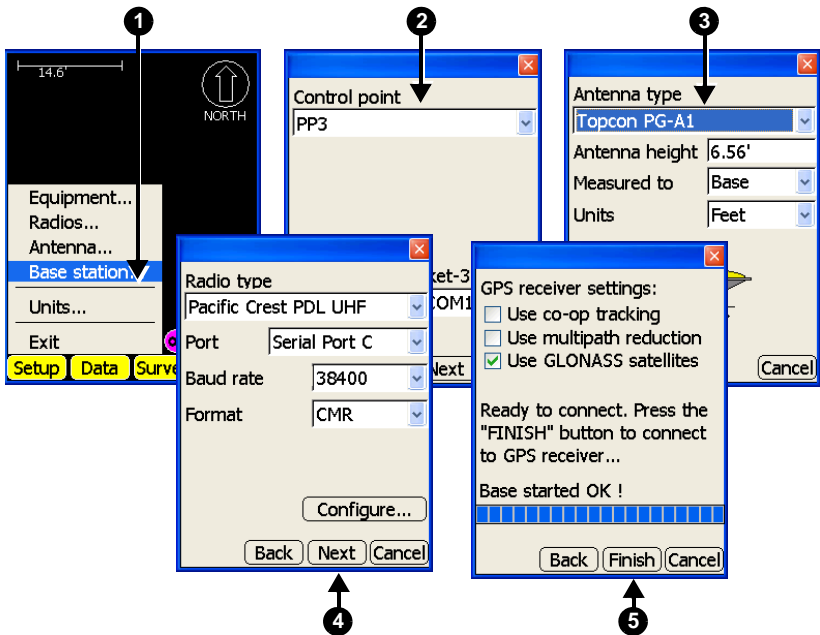 1
2
3
14.6'
NORTH
Equipment...
Radios...
Antenna...
Base station...
Units...
Exit
Setup Data
Control point
PP3
COM1
Next
Antenna type
Topcon PG-A1
Antenna height 6.56'
Measured to Base
Units Feet
Cancel
Radio type
Pacific Crest PDL UHF
Port Serial Port C
Baud rate 38400
Format CMR
Configure...
Back Next Cancel
4
GPS receiver settings:
Use co-op tracking
Use multipath reduction
Use GLONASS satellites
Ready to connect. Press the
"FINISH" button to connect
to GPS receiver...
Base started OK !
Back Finish Cancel
5